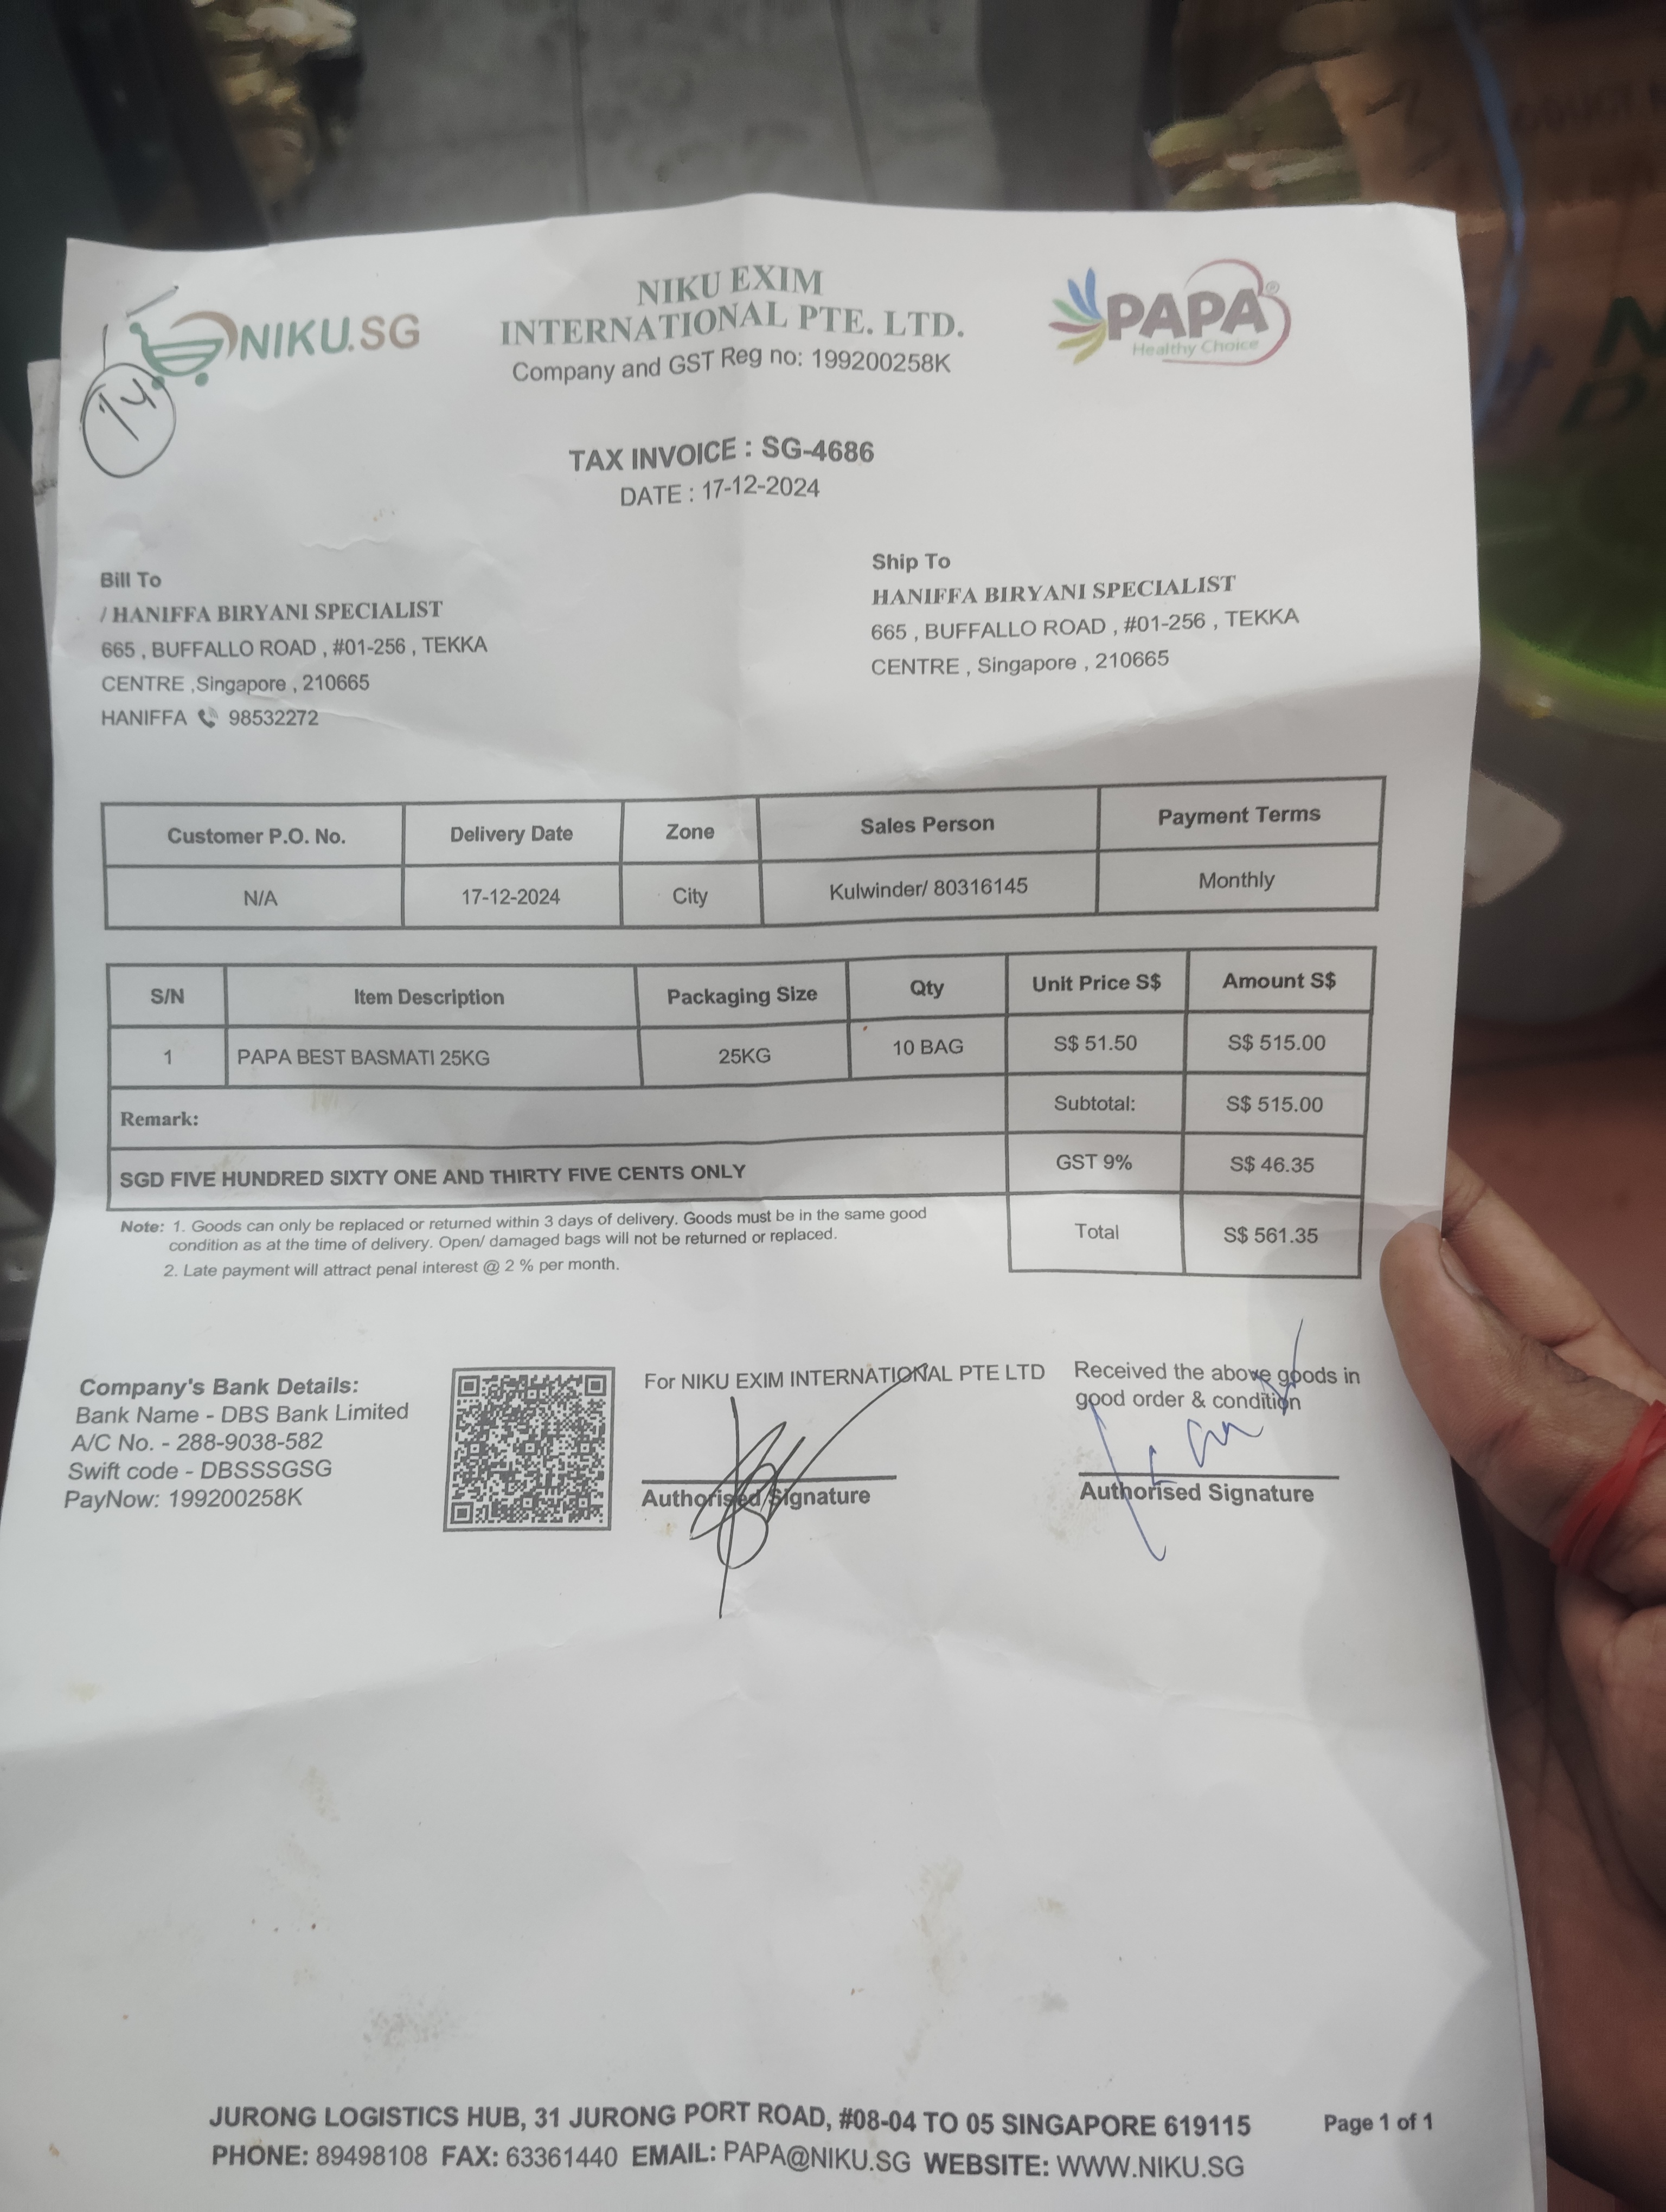 NIKU.SG
NIKU EXIM
INTERNATIONAL PTE. LTD.
Company and GST Reg no: 199200258K
PAPA®
Healthy Choice
14
TAX INVOICE : SG-4686
DATE : 17-12-2024
Bill To
/ HANIFFA BIRYANI SPECIALIST
665 , BUFFALLO ROAD , #01-256 , TEKKA
CENTRE ,Singapore , 210665
HANIFFA 98532272
Ship To
HANIFFA BIRYANI SPECIALIST
665 , BUFFALLO ROAD , #01-256 , TEKKA
CENTRE , Singapore , 210665
Customer P.O. No. Delivery Date Zone Sales Person Payment Terms
N/A 17-12-2024 City Kulwinder/ 80316145 Monthly
S/N Item Description Packaging Size Qty Unit Price S$ Amount S$
1 PAPA BEST BASMATI 25KG 25KG 10 BAG S$ 51.50 S$ 515.00
Remark: Subtotal: S$ 515.00
SGD FIVE HUNDRED SIXTY ONE AND THIRTY FIVE CENTS ONLY GST 9% S$ 46.35
Total S$ 561.35
Note: 1. Goods can only be replaced or returned within 3 days of delivery. Goods must be in the same good
condition as at the time of delivery. Open/ damaged bags will not be returned or replaced.
2. Late payment will attract penal interest @ 2 % per month.
Company's Bank Details:
Bank Name - DBS Bank Limited
A/C No. - 288-9038-582
Swift code - DBSSSGSG
PayNow: 199200258K
For NIKU EXIM INTERNATIONAL PTE LTD
Authorised Signature
Received the above goods in
good order & condition
Authorised Signature
JURONG LOGISTICS HUB, 31 JURONG PORT ROAD, #08-04 TO 05 SINGAPORE 619115
Page 1 of 1
PHONE: 89498108 FAX: 63361440 EMAIL: PAPA@NIKU.SG WEBSITE: WWW.NIKU.SG